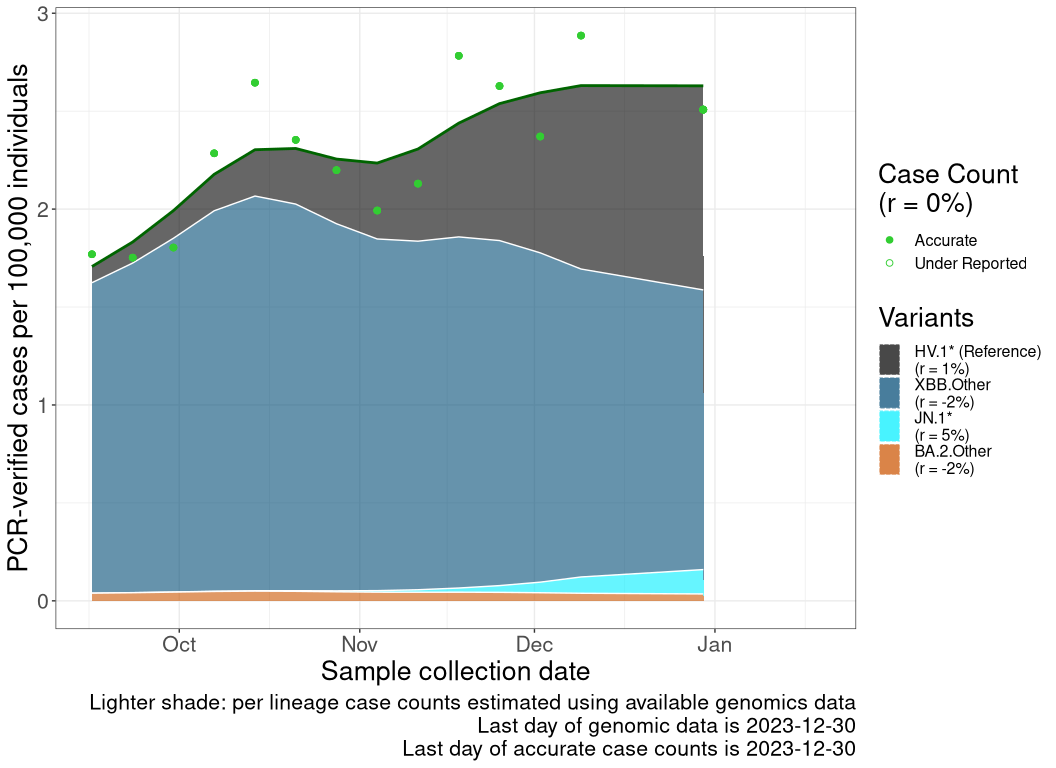 PCR-verified cases per 100,000 individuals
3
2
1
0
Oct Nov Dec Jan
Sample collection date
Lighter shade: per lineage case counts estimated using available genomics data
Last day of genomic data is 2023-12-30
Last day of accurate case counts is 2023-12-30
Case Count
(r = 0%)
Accurate
Under Reported
Variants
HV.1* (Reference)
(r = 1%)
XBB.Other
(r = -2%)
JN.1*
(r = 5%)
BA.2.Other
(r = -2%)